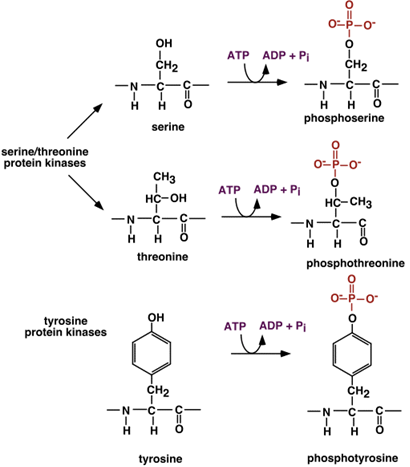 O
O⁻ P O⁻
O
OH
CH₂
N C C
H H O
serine
ATP ADP + Pi
CH₂
N C C
H H O
phosphoserine
serine/threonine
protein kinases
CH₃
HC OH
N C C
H H O
threonine
ATP ADP + Pi
O
O⁻ P O⁻
O
HC CH₃
N C C
H H O
phosphothreonine
tyrosine
protein kinases
OH
CH₂
N C C
H H O
tyrosine
ATP ADP + Pi
O
O⁻ P O⁻
O
CH₂
N C C
H H O
phosphotyrosine